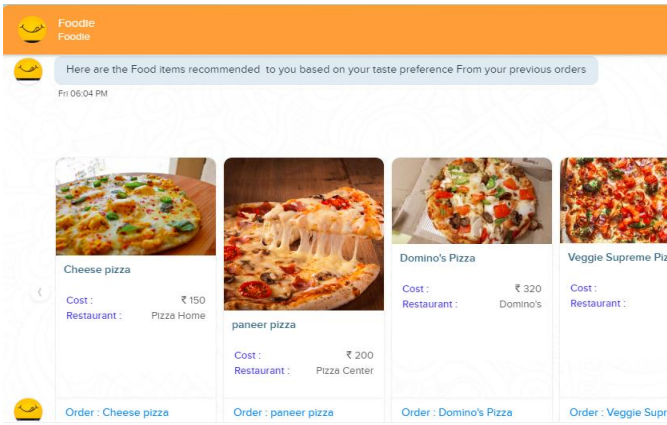 Foodie
Foodie
Here are the Food items recommended to you based on your taste preference From your previous orders
Fri 06:04 PM
Cheese pizza
Cost : ₹ 150
Restaurant : Pizza Home
Order : Cheese pizza
paneer pizza
Cost : ₹ 200
Restaurant : Pizza Center
Order : paneer pizza
Domino's Pizza
Cost : ₹ 320
Restaurant : Domino's
Order : Domino's Pizza
Veggie Supreme
Cost :
Restaurant :
Order : Veggie